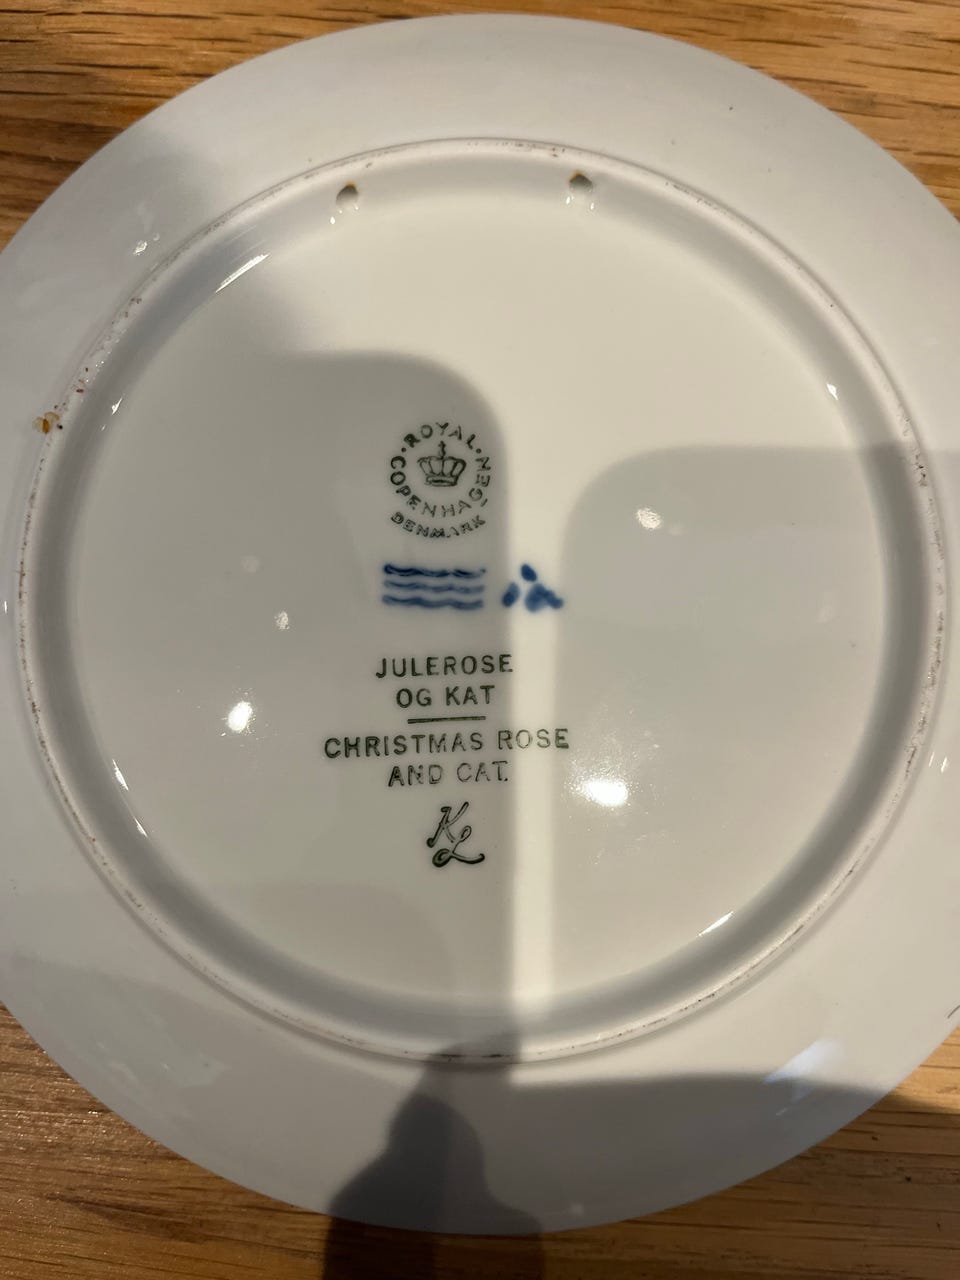 ROYAL
COPENHAGEN
DENMARK
JULEROSE
OG KAT
CHRISTMAS ROSE
AND CAT.
KL